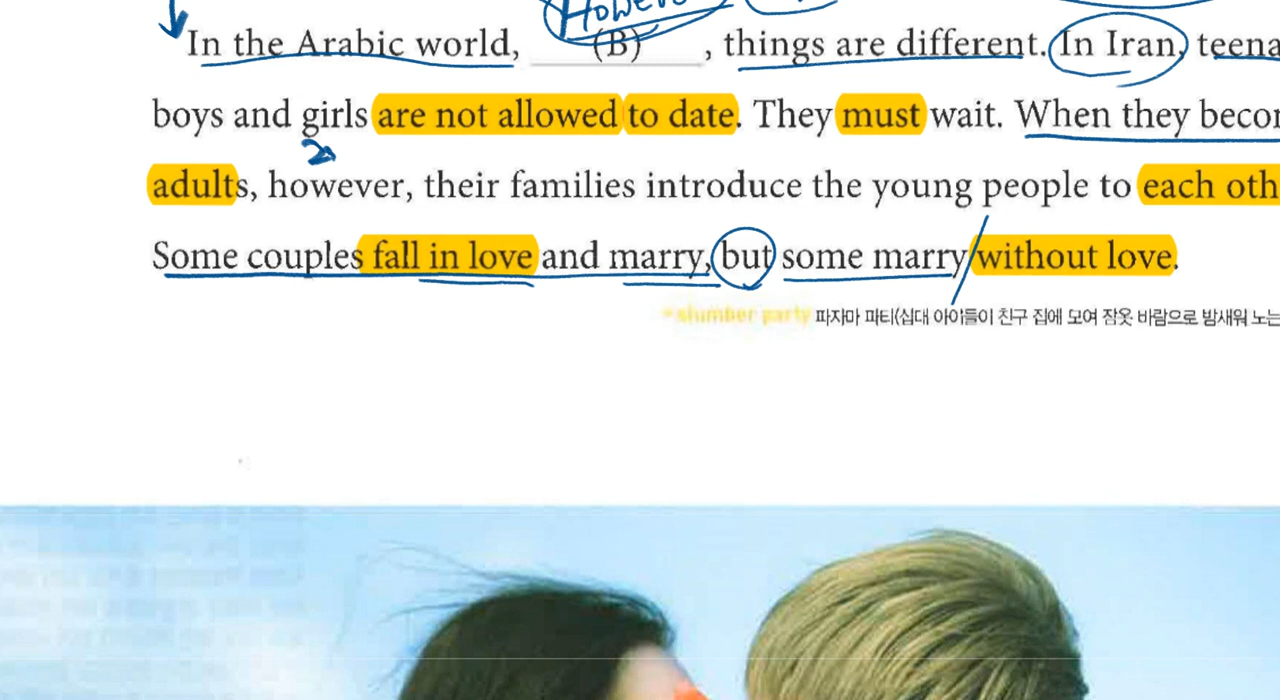 However
In the Arabic world, (B) , things are different. In Iran, teena
boys and girls are not allowed to date. They must wait. When they becom
adults, however, their families introduce the young people to each oth
Some couples fall in love and marry, but some marry without love.
*slumber party 파자마 파티(십대 아이들이 친구 집에 모여 잠옷 바람으로 밤새워 노는